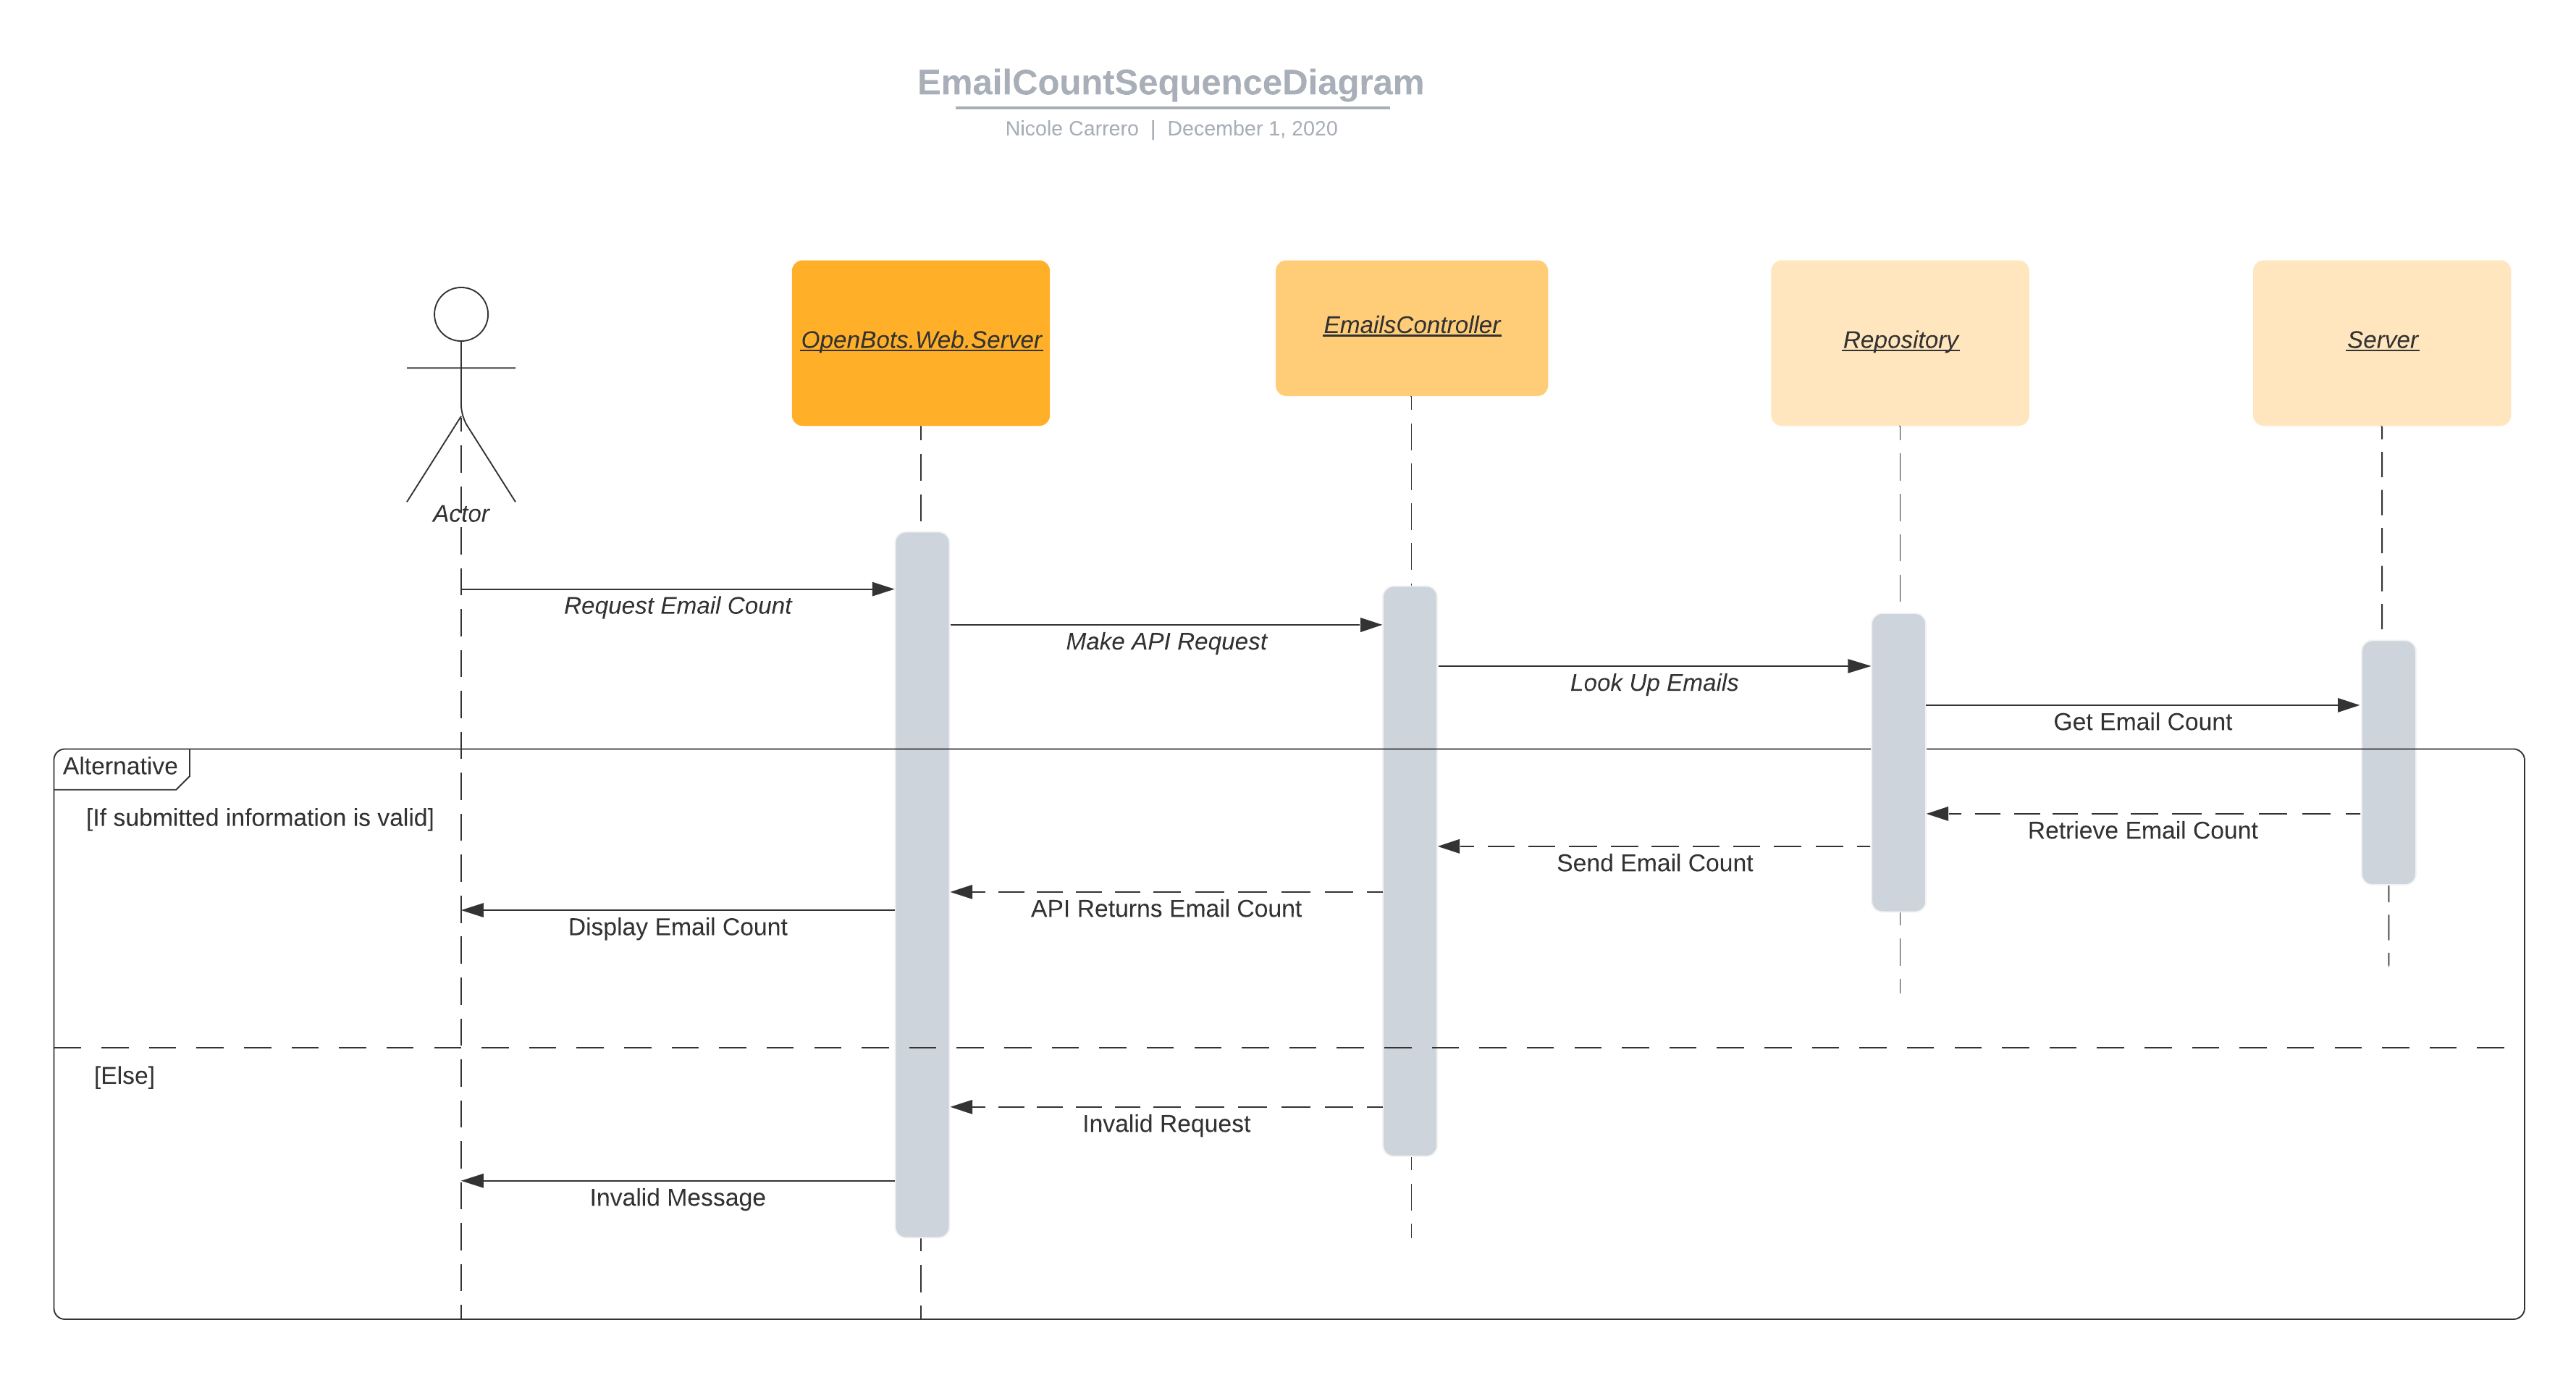 EmailCountSequenceDiagram
Nicole Carrero | December 1, 2020
OpenBots.Web.Server
EmailsController
Repository
Server
Actor
Request Email Count
Make API Request
Look Up Emails
Get Email Count
Alternative
[If submitted information is valid]
Retrieve Email Count
Send Email Count
API Returns Email Count
Display Email Count
[Else]
Invalid Request
Invalid Message